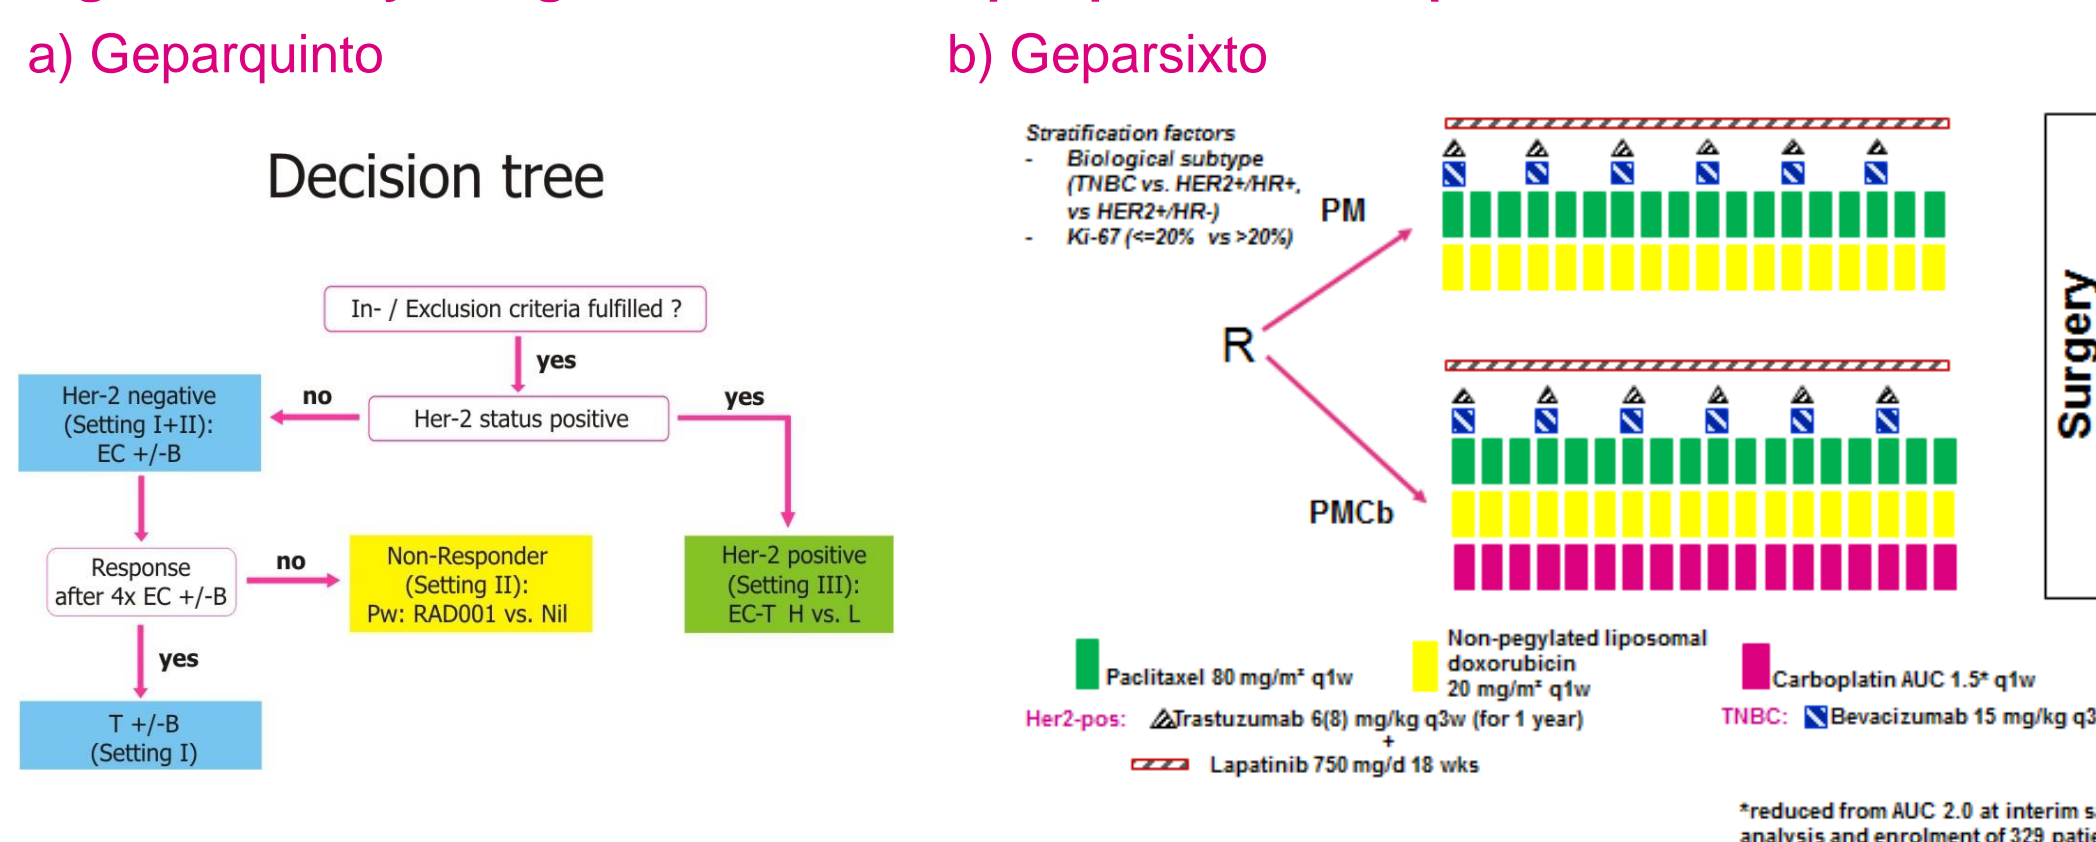 a) Geparquinto
Decision tree
In- / Exclusion criteria fulfilled ?
yes
Her-2 status positive
no
yes
Her-2 negative
(Setting I+II):
EC +/-B
Response
after 4x EC +/-B
no
Non-Responder
(Setting II):
Pw: RAD001 vs. Nil
Her-2 positive
(Setting III):
EC-T H vs. L
yes
T +/-B
(Setting I)
b) Geparsixto
Stratification factors
- Biological subtype
(TNBC vs. HER2+/HR+,
vs HER2+/HR-)
- Ki-67 (<=20% vs >20%)
PM
R
PMCb
Surgery
Paclitaxel 80 mg/m² q1w
Non-pegylated liposomal
doxorubicin
20 mg/m² q1w
Carboplatin AUC 1.5* q1w
Her2-pos: Trastuzumab 6(8) mg/kg q3w (for 1 year)
+
Lapatinib 750 mg/d 18 wks
TNBC: Bevacizumab 15 mg/kg q3
*reduced from AUC 2.0 at interim
analysis and enrolment of 329